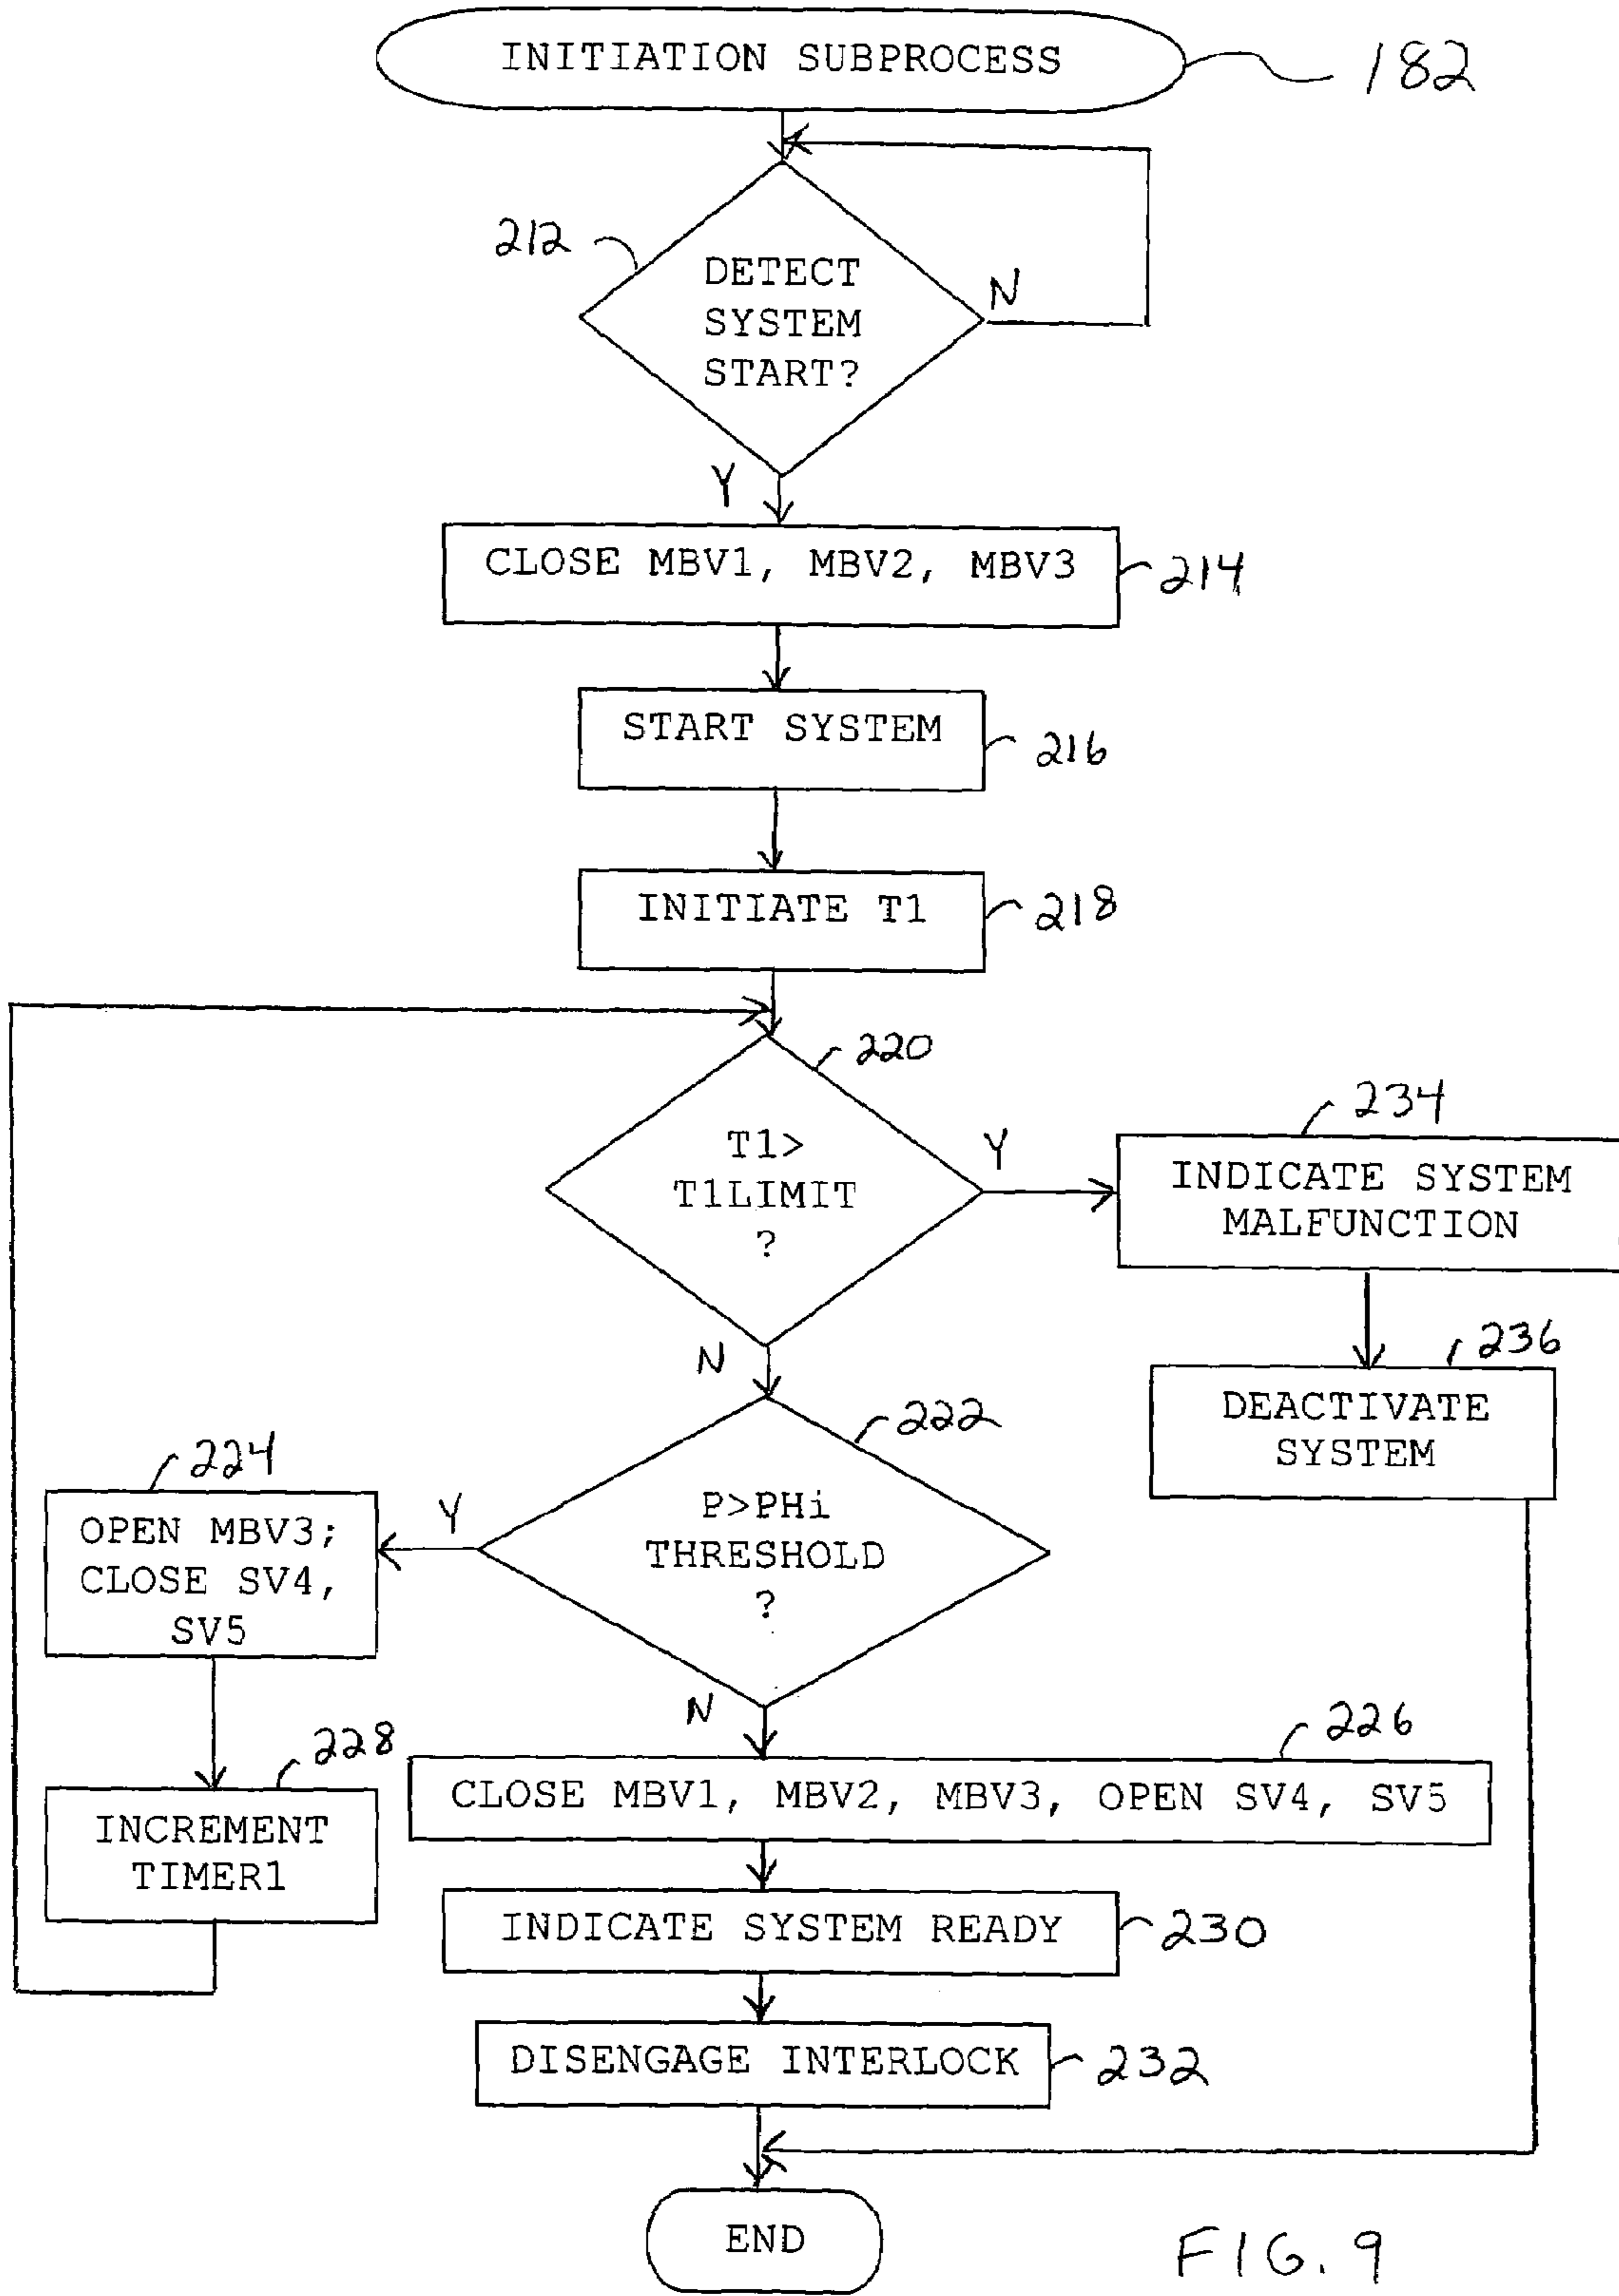 INITIATION SUBPROCESS
182
212
DETECT
SYSTEM
START?
N
Y
CLOSE MBV1, MBV2, MBV3
214
START SYSTEM
216
INITIATE T1
218
220
T1>
T1LIMIT
?
Y
N
234
INDICATE SYSTEM
MALFUNCTION
236
DEACTIVATE
SYSTEM
222
P>PHi
THRESHOLD
?
Y
N
224
OPEN MBV3;
CLOSE SV4,
SV5
228
INCREMENT
TIMER1
226
CLOSE MBV1, MBV2, MBV3, OPEN SV4, SV5
INDICATE SYSTEM READY
230
DISENGAGE INTERLOCK
232
END
FIG. 9